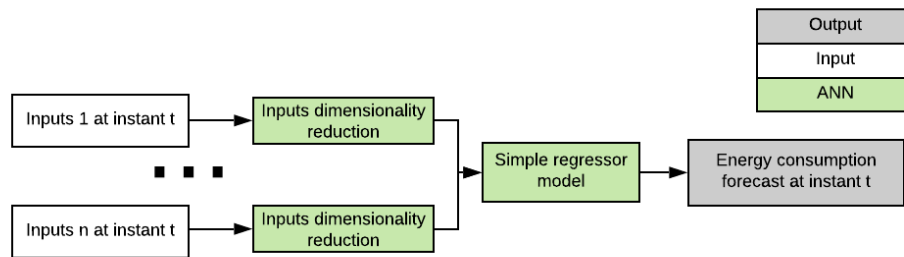 Output
Input
ANN
Inputs 1 at instant t
Inputs dimensionality
reduction
Simple regressor
model
Energy consumption
forecast at instant t
Inputs n at instant t
Inputs dimensionality
reduction